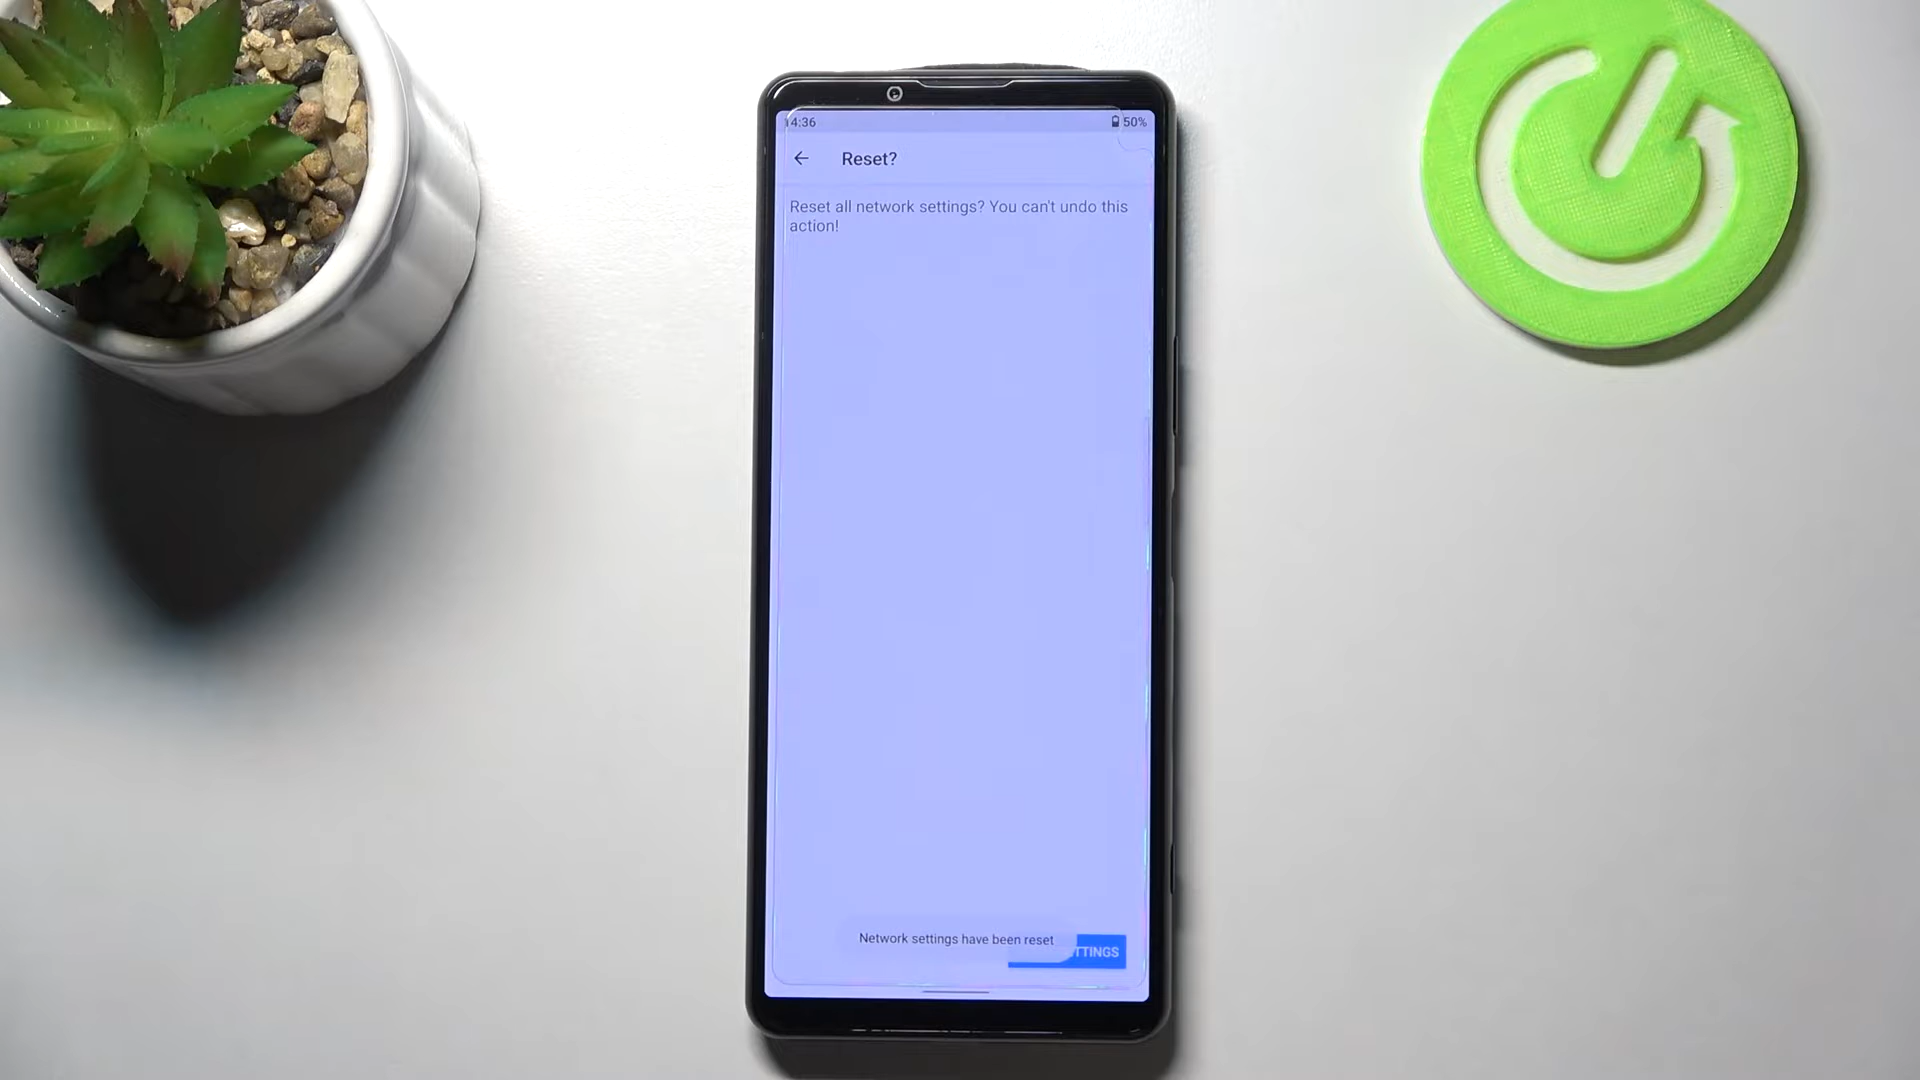 14:36
50%
Reset?
Reset all network settings? You can't undo this
action!
Network settings have been reset
TTINGS